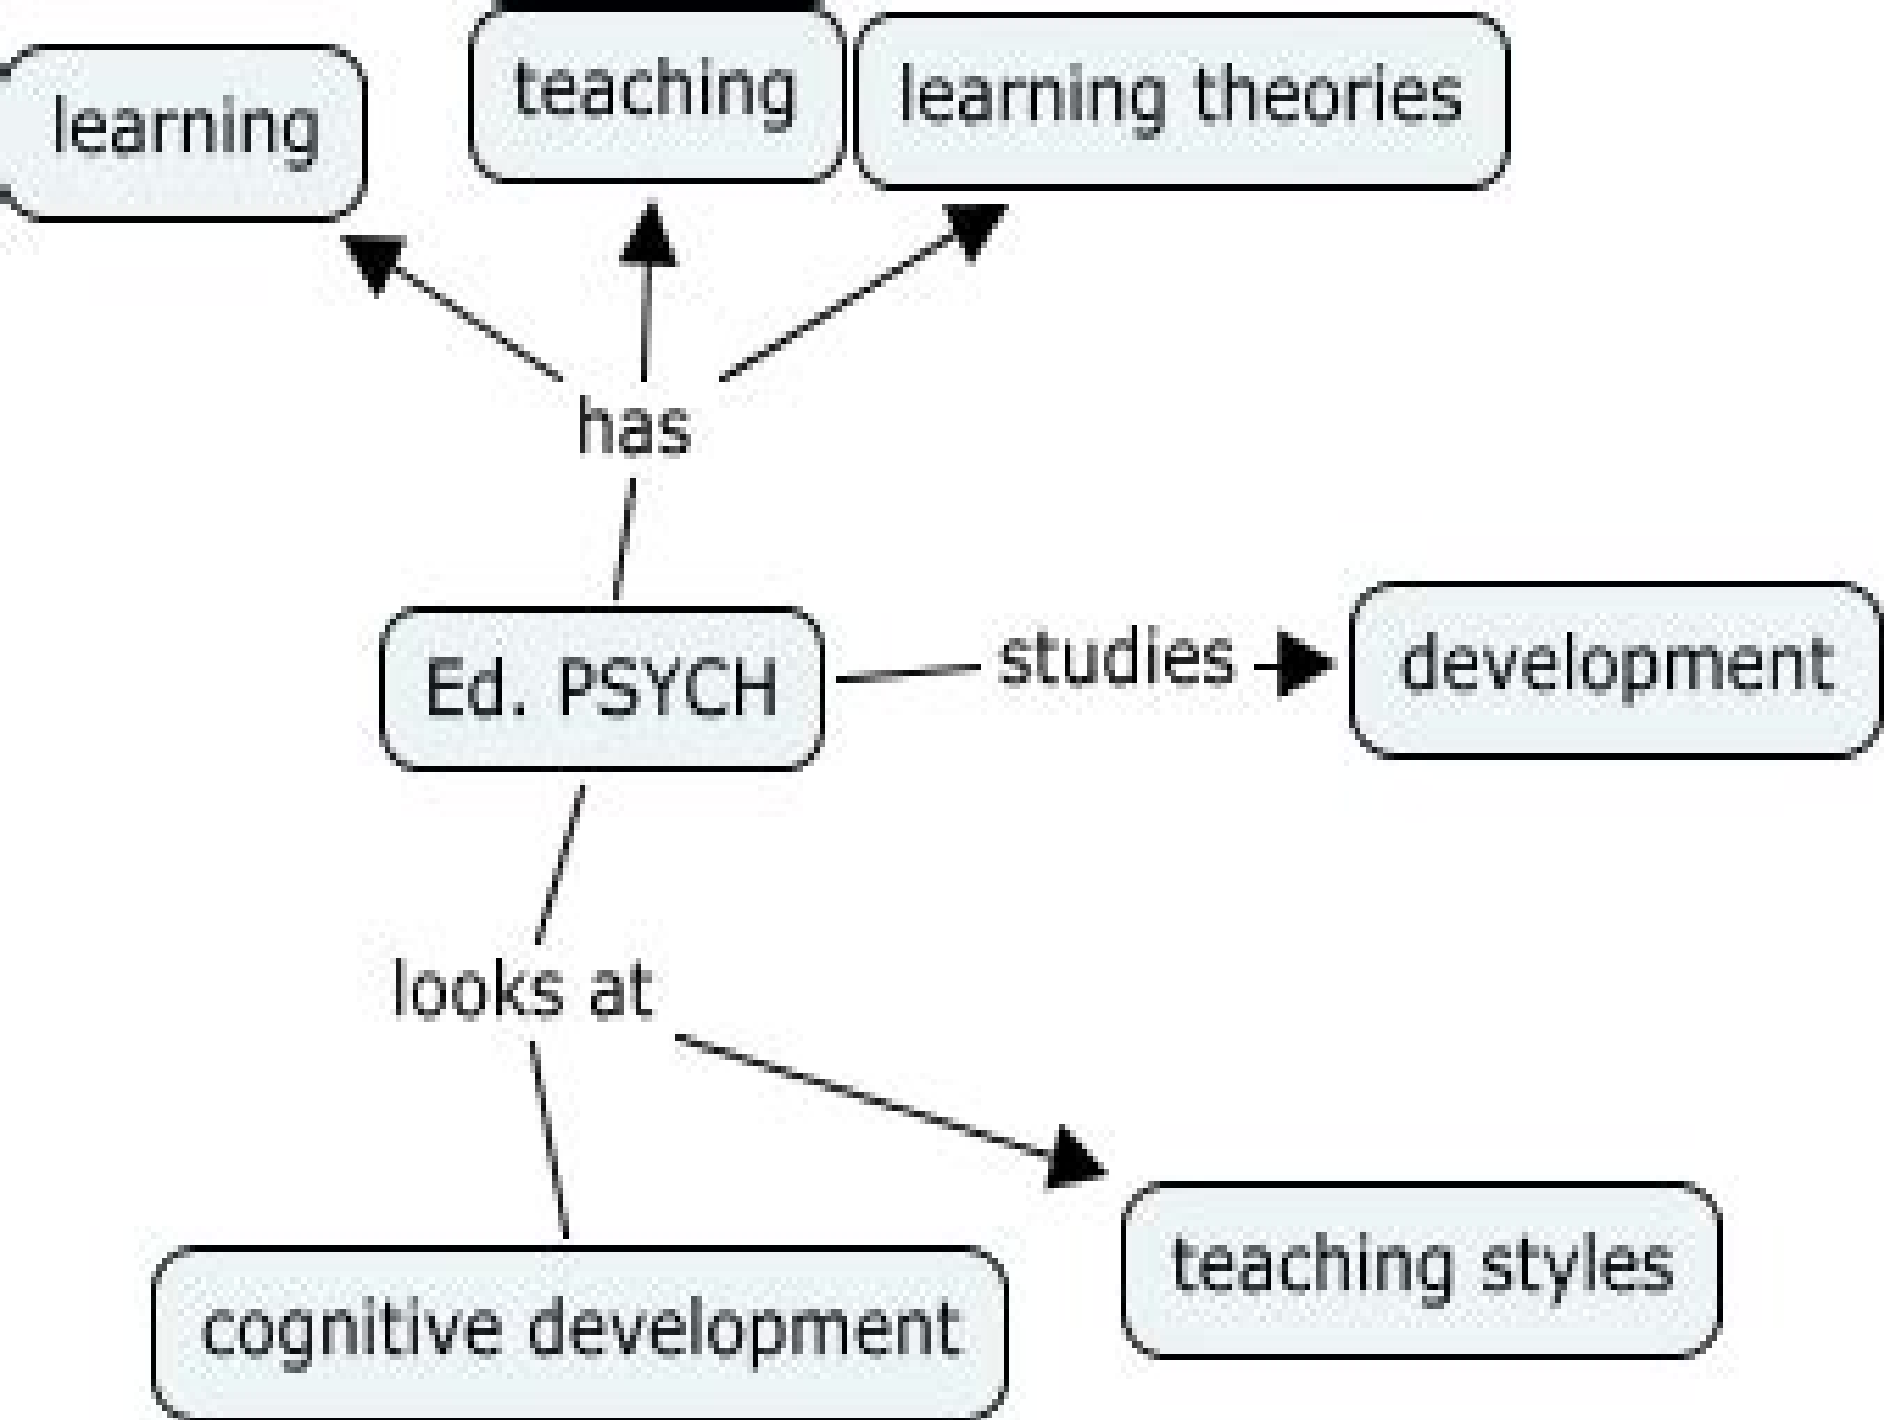 learning
teaching
learning theories
has
Ed. PSYCH
studies
development
looks at
teaching styles
cognitive development